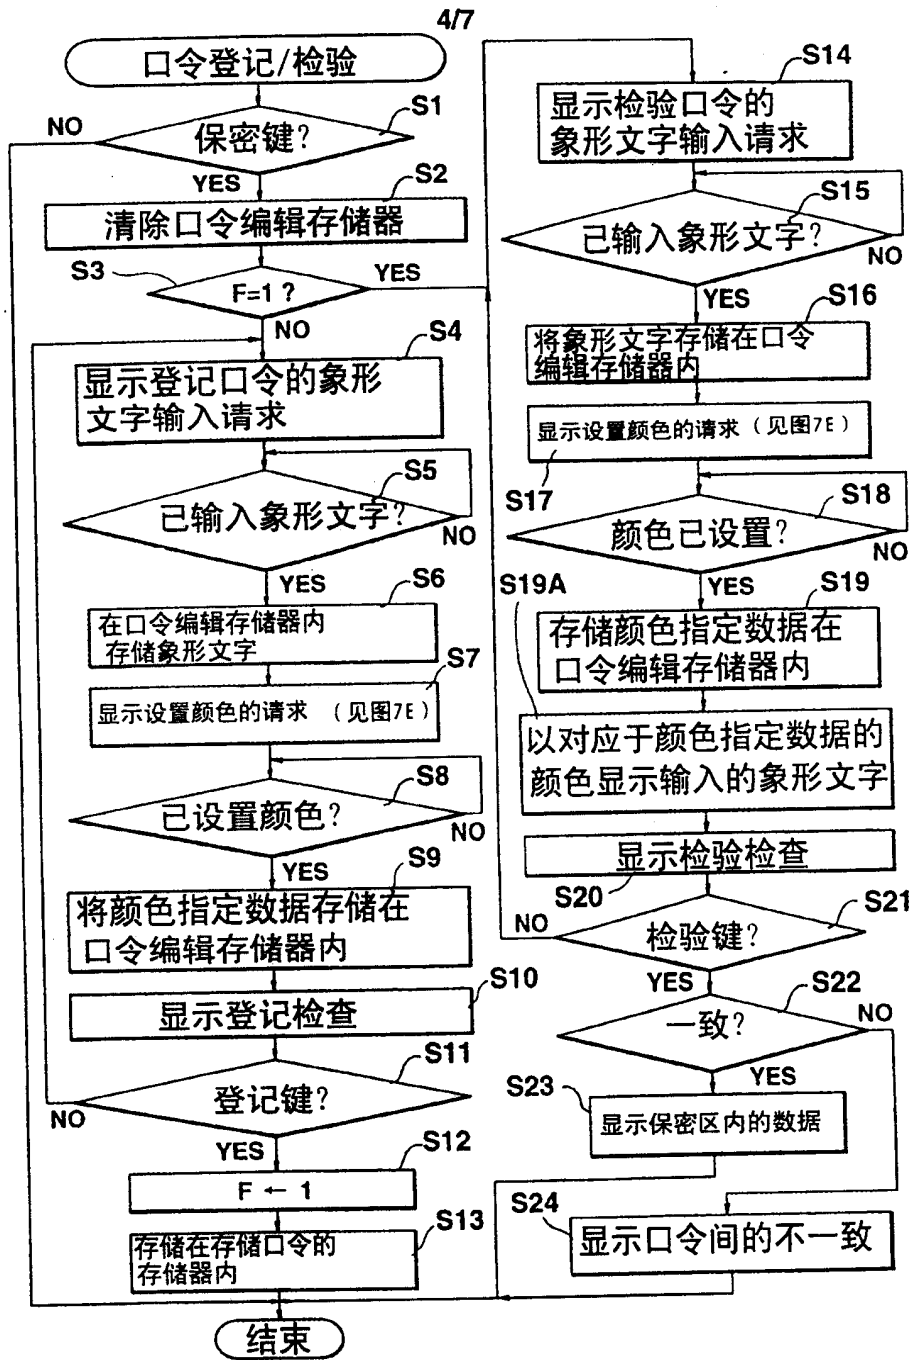 4/7
口令登记/检验
S1
保密键?
NO
YES
S2
清除口令编辑存储器
S3
F=1?
YES
NO
S4
显示登记口令的象形
文字输入请求
S5
已输入象形文字?
NO
YES
S6
在口令编辑存储器内
存储象形文字
S7
显示设置颜色的请求 (见图7E)
S8
已设置颜色?
NO
YES
S9
将颜色指定数据存储在
口令编辑存储器内
S10
显示登记检查
S11
登记键?
NO
YES
S12
F ← 1
S13
存储在存储口令的
存储器内
结束
S14
显示检验口令的
象形文字输入请求
S15
已输入象形文字?
NO
YES
S16
将象形文字存储在口令
编辑存储器内
显示设置颜色的请求(见图7E)
S17
S18
颜色已设置?
NO
YES
S19A
S19
存储颜色指定数据在
口令编辑存储器内
以对应于颜色指定数据的
颜色显示输入的象形文字
显示检验检查
S20
S21
检验键?
NO
YES
S22
一致?
NO
YES
S23
显示保密区内的数据
S24
显示口令间的不一致